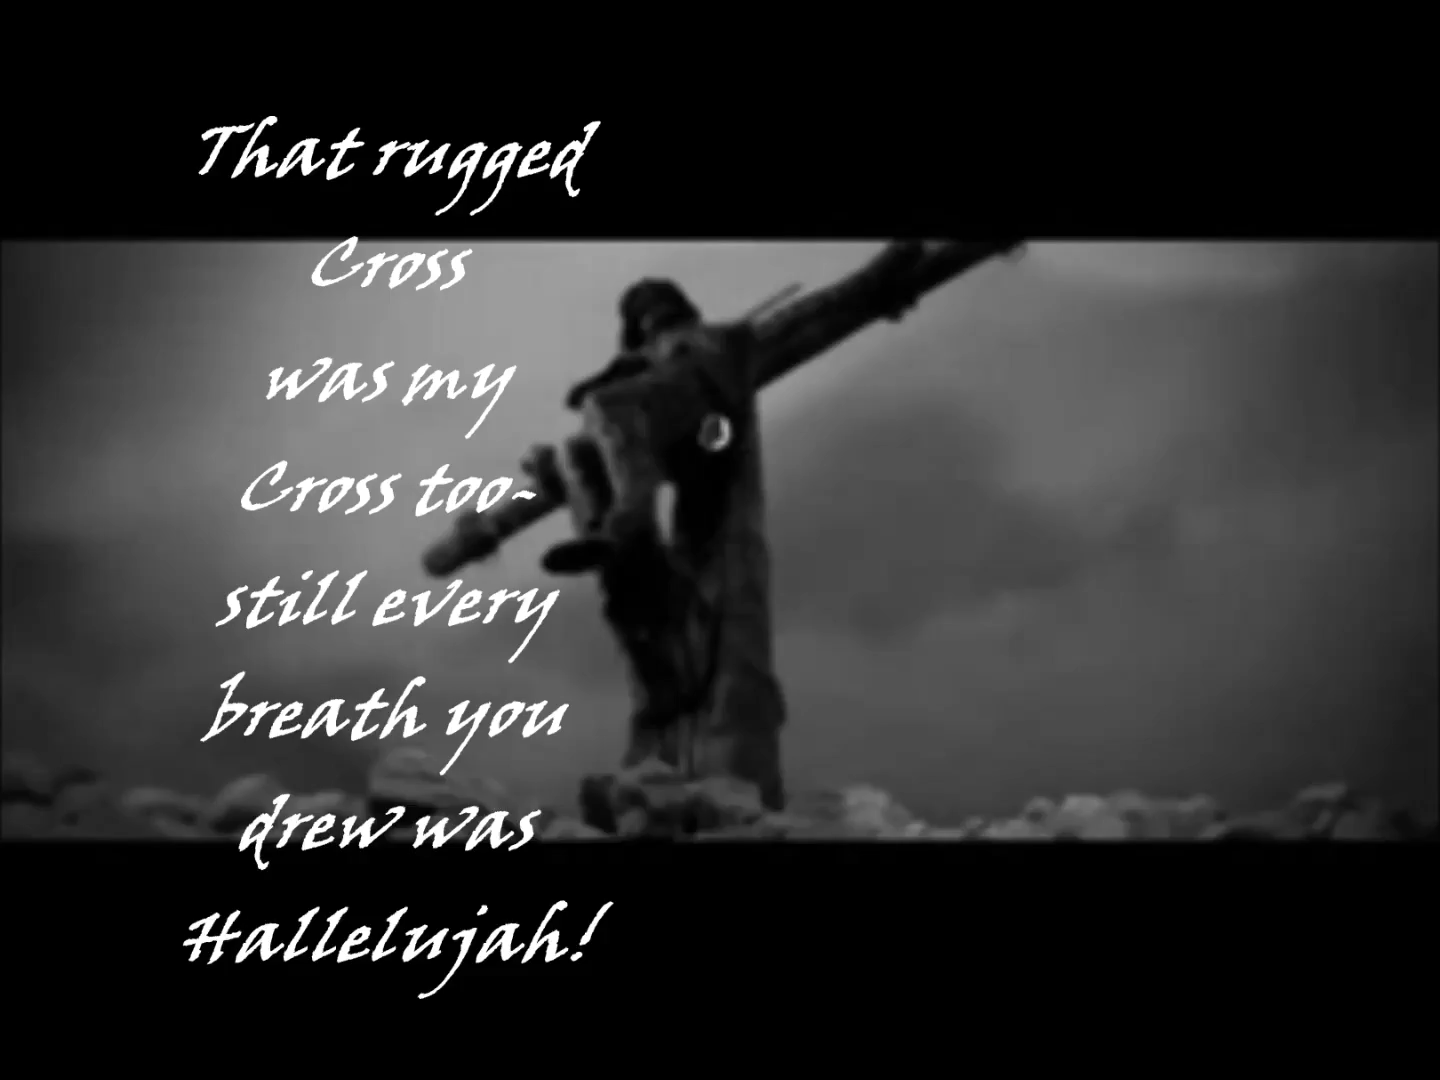 That rugged
Cross
was my
Cross too-
still every
breath you
drew was
Hallelujah!